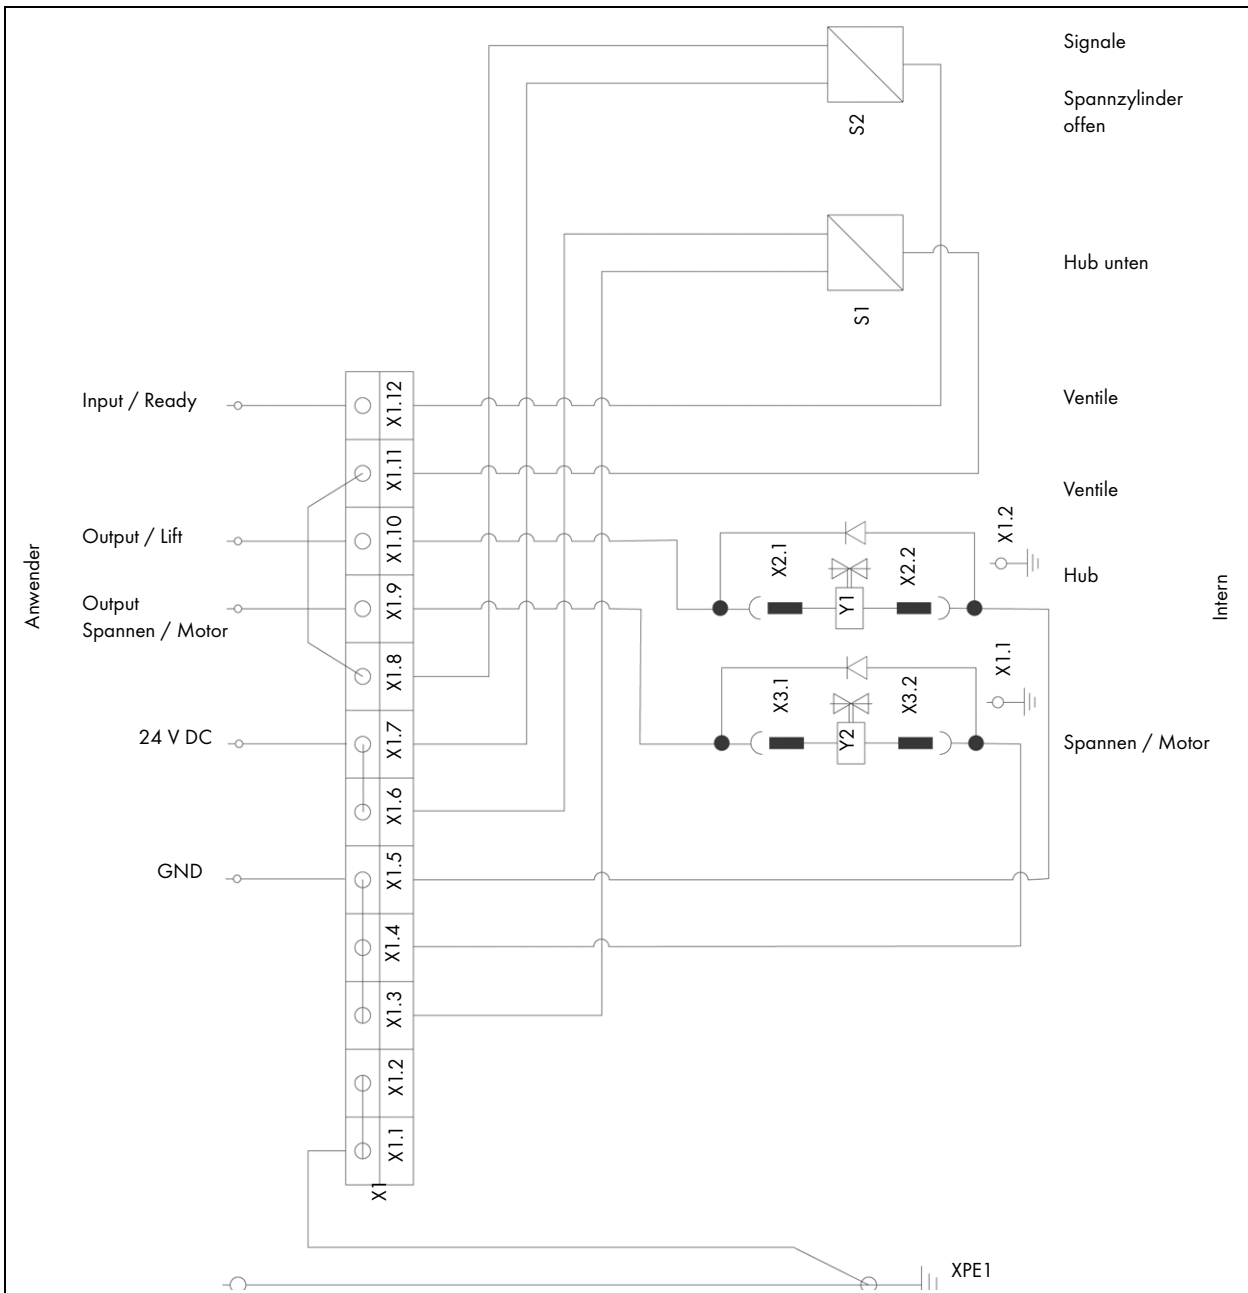 Signale
Spannzylinder
offen
S2
Hub unten
S1
Input / Ready
X1.12
Ventile
X1.11
Ventile
Output / Lift
X1.10
X1.2
X2.1
X2.2
Hub
Anwender
Intern
Output
Spannen / Motor
X1.9
Y1
X1.8
X1.1
X3.1
X3.2
24 V DC
X1.7
Y2
Spannen / Motor
X1.6
GND
X1.5
X1.4
X1.3
X1.2
X1.1
X1
XPE1